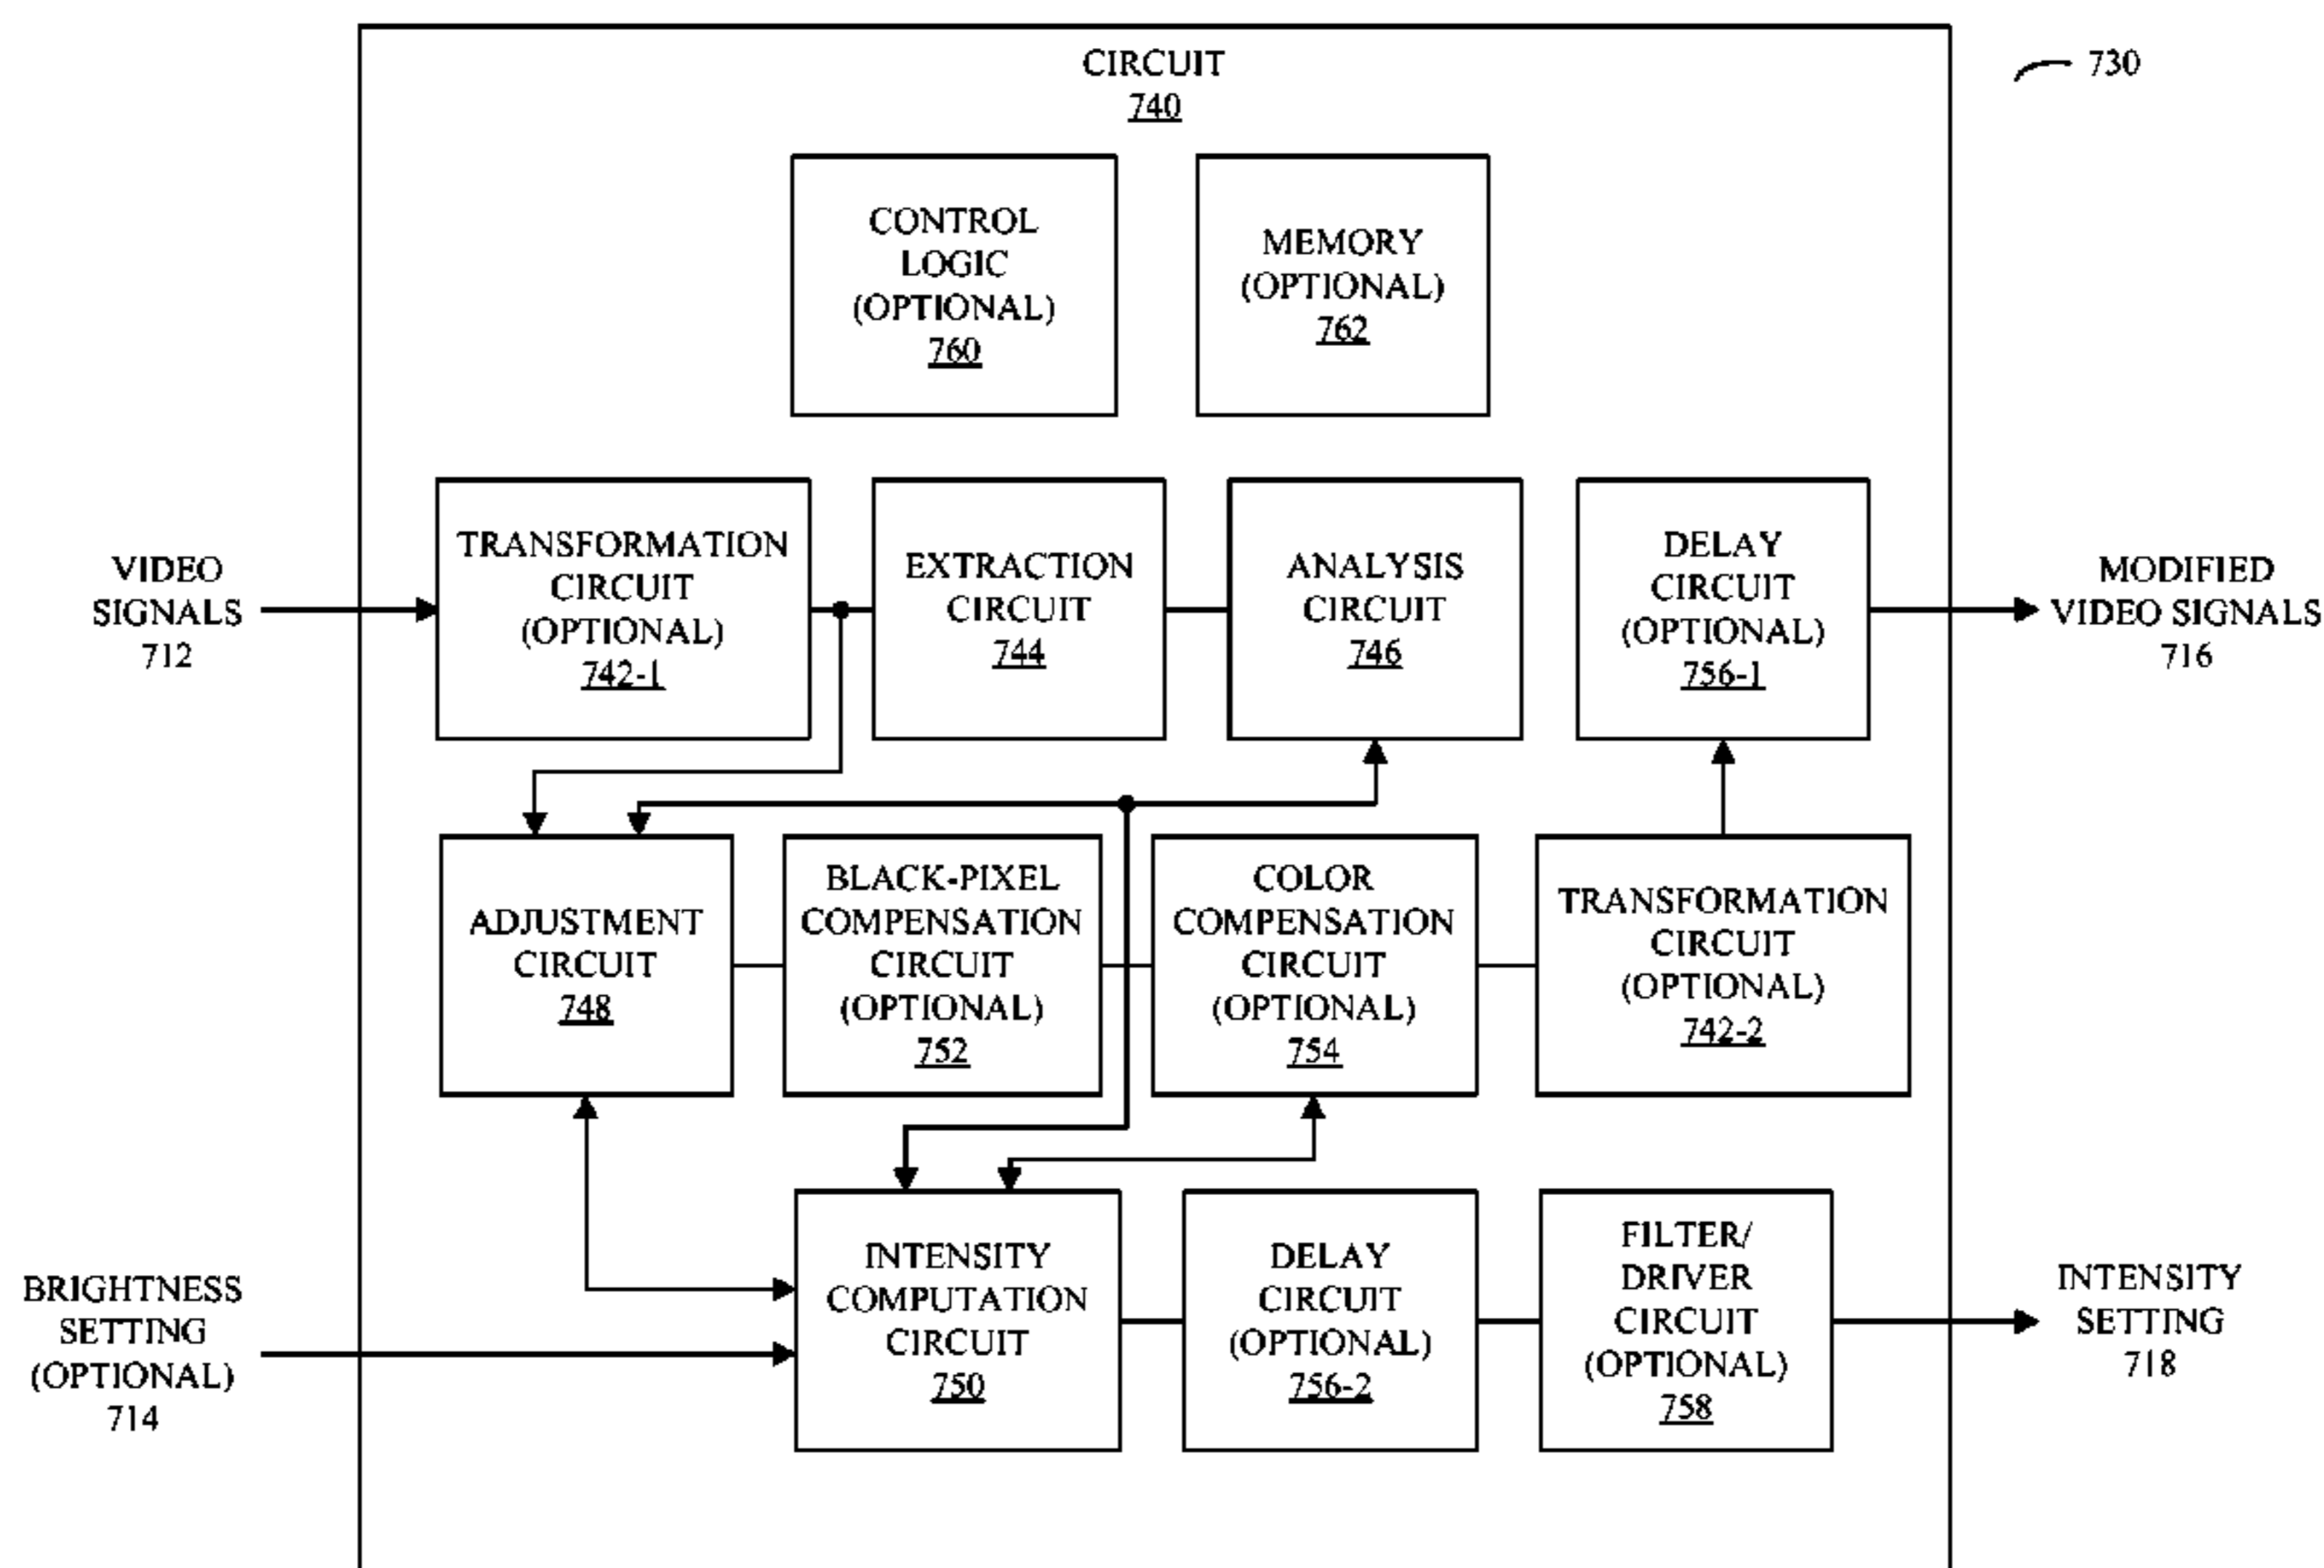 CIRCUIT
740
730
CONTROL
LOGIC
(OPTIONAL)
760
MEMORY
(OPTIONAL)
762
VIDEO
SIGNALS
712
TRANSFORMATION
CIRCUIT
(OPTIONAL)
742-1
EXTRACTION
CIRCUIT
744
ANALYSIS
CIRCUIT
746
DELAY
CIRCUIT
(OPTIONAL)
756-1
MODIFIED
VIDEO SIGNALS
716
ADJUSTMENT
CIRCUIT
748
BLACK-PIXEL
COMPENSATION
CIRCUIT
(OPTIONAL)
752
COLOR
COMPENSATION
CIRCUIT
(OPTIONAL)
754
TRANSFORMATION
CIRCUIT
(OPTIONAL)
742-2
BRIGHTNESS
SETTING
(OPTIONAL)
714
INTENSITY
COMPUTATION
CIRCUIT
750
DELAY
CIRCUIT
(OPTIONAL)
756-2
FILTER/
DRIVER
CIRCUIT
(OPTIONAL)
758
INTENSITY
SETTING
718